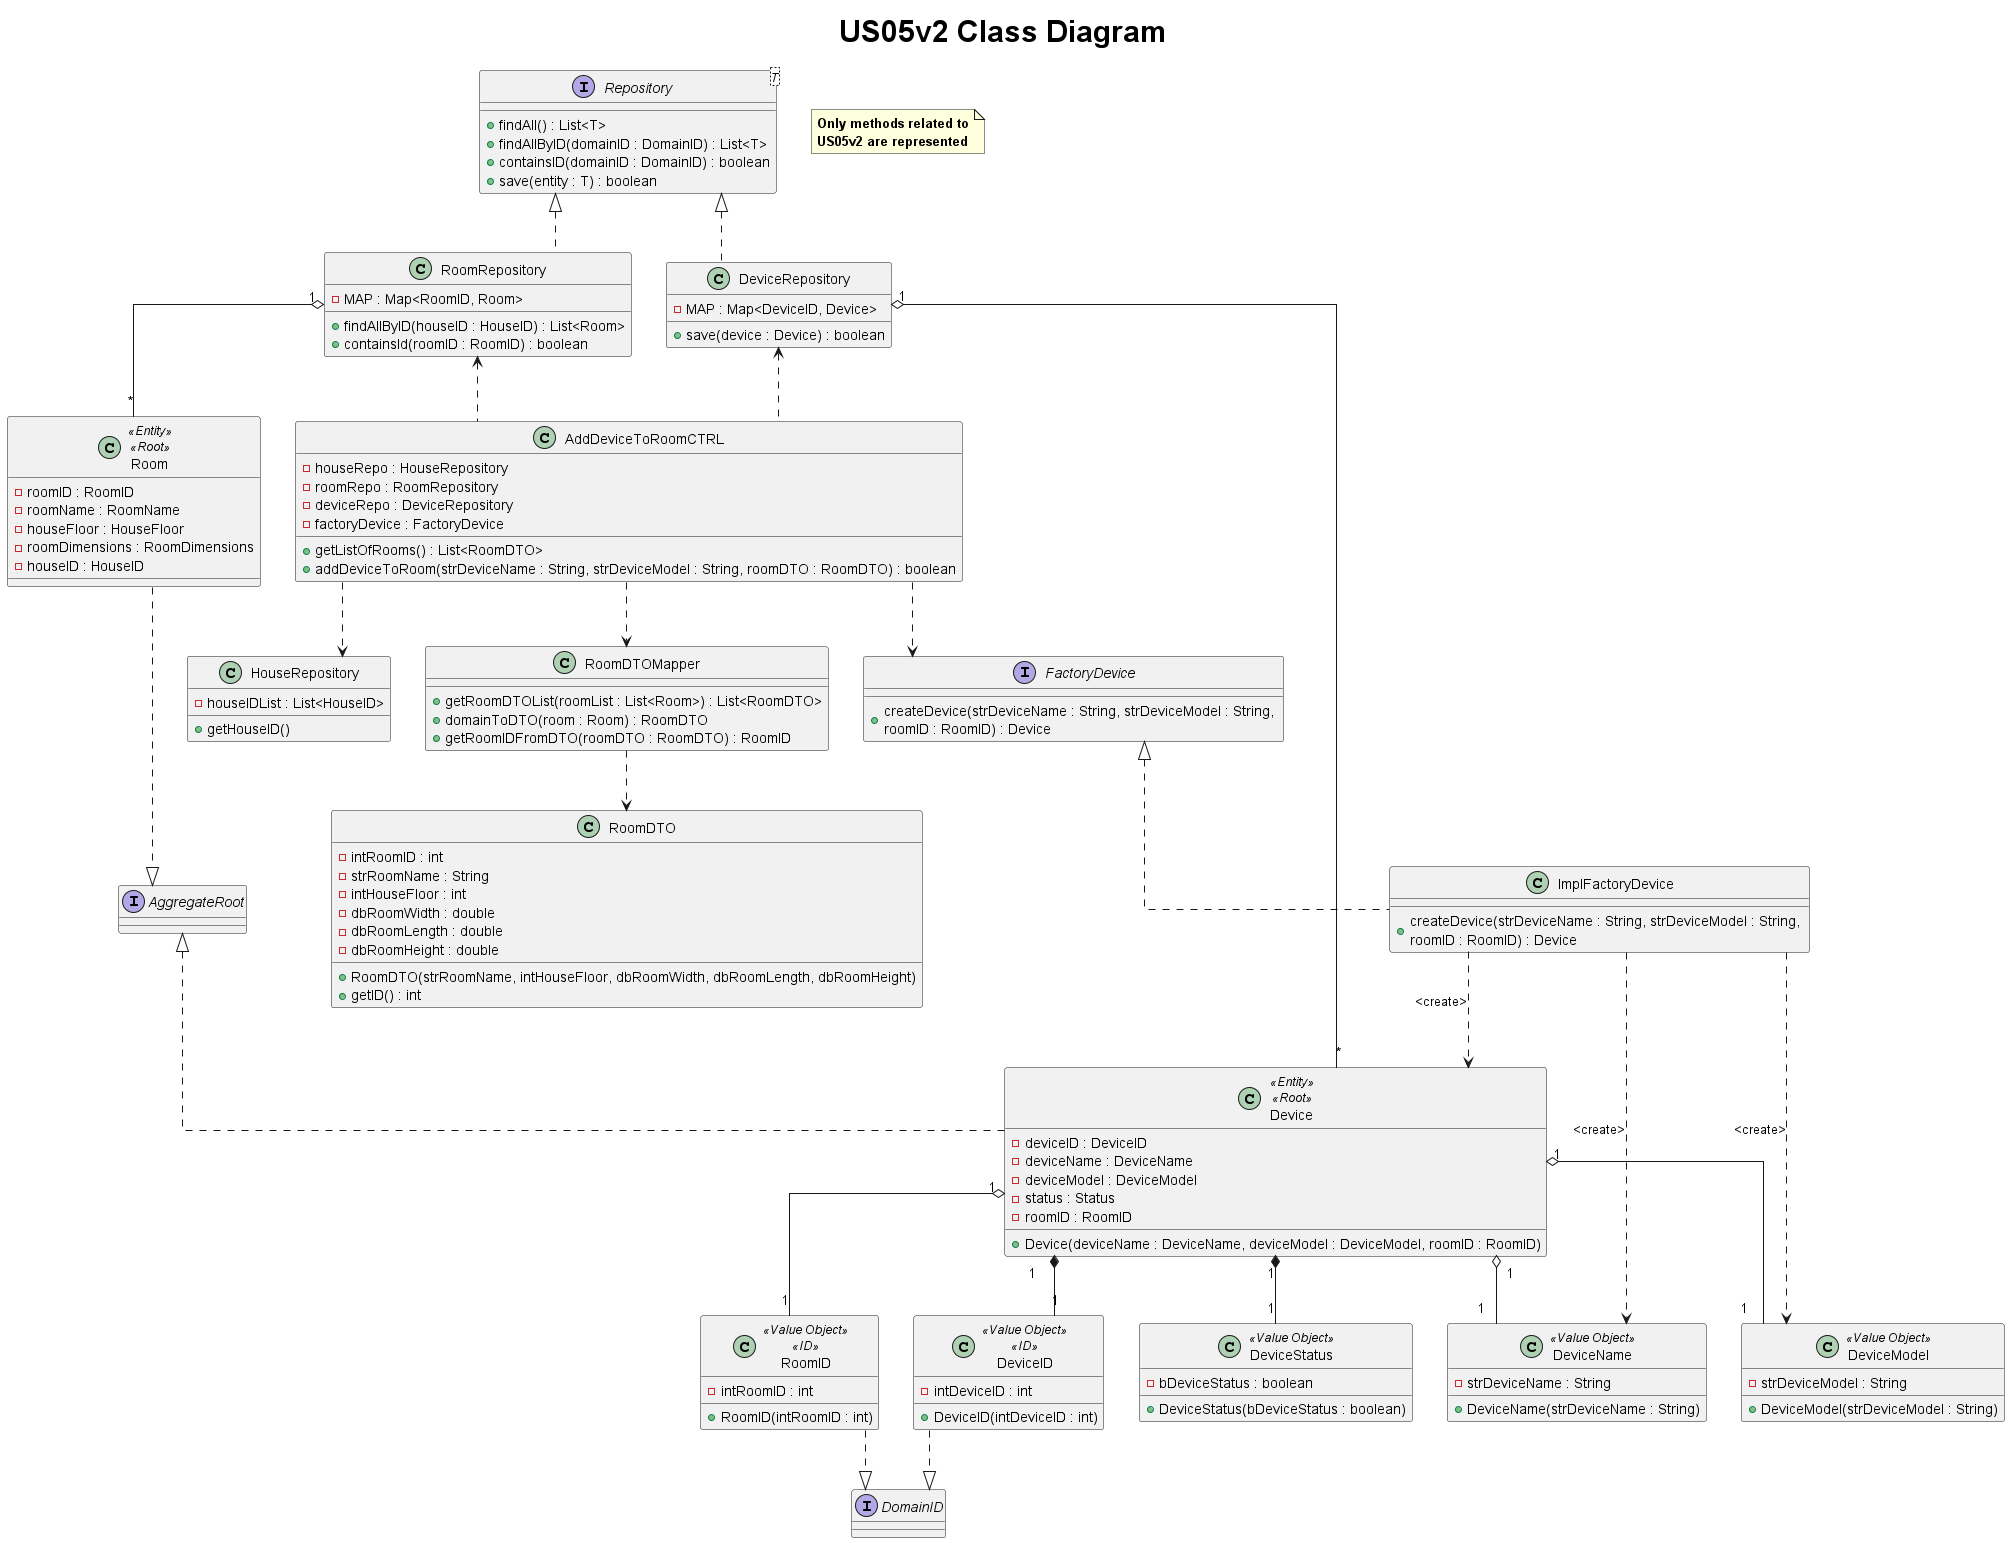 US05v2 Class Diagram
I Repository
T
findAll() : List<T>
findAllByID(domainID : DomainID) : List<T>
containsID(domainID : DomainID) : boolean
save(entity : T) : boolean
Only methods related to
US05v2 are represented
C RoomRepository
MAP : Map<RoomID, Room>
findAllByID(houseID : HouseID) : List<Room>
containsId(roomID : RoomID) : boolean
1
*
C DeviceRepository
MAP : Map<DeviceID, Device>
save(device : Device) : boolean
1
*
«Entity»
«Root»
C Room
roomID : RoomID
roomName : RoomName
houseFloor : HouseFloor
roomDimensions : RoomDimensions
houseID : HouseID
C AddDeviceToRoomCTRL
houseRepo : HouseRepository
roomRepo : RoomRepository
deviceRepo : DeviceRepository
factoryDevice : FactoryDevice
getListOfRooms() : List<RoomDTO>
addDeviceToRoom(strDeviceName : String, strDeviceModel : String, roomDTO : RoomDTO) : boolean
C HouseRepository
houseIDList : List<HouseID>
getHouseID()
C RoomDTOMapper
getRoomDTOList(roomList : List<Room>) : List<RoomDTO>
domainToDTO(room : Room) : RoomDTO
getRoomIDFromDTO(roomDTO : RoomDTO) : RoomID
I FactoryDevice
createDevice(strDeviceName : String, strDeviceModel : String,
roomID : RoomID) : Device
C RoomDTO
intRoomID : int
strRoomName : String
intHouseFloor : int
dbRoomWidth : double
dbRoomLength : double
dbRoomHeight : double
RoomDTO(strRoomName, intHouseFloor, dbRoomWidth, dbRoomLength, dbRoomHeight)
getID() : int
I AggregateRoot
C ImplFactoryDevice
createDevice(strDeviceName : String, strDeviceModel : String,
roomID : RoomID) : Device
<create>
<create>
<create>
«Entity»
«Root»
C Device
deviceID : DeviceID
deviceName : DeviceName
deviceModel : DeviceModel
status : Status
roomID : RoomID
Device(deviceName : DeviceName, deviceModel : DeviceModel, roomID : RoomID)
1
1
1
1
1
1
1
1
1
1
«Value Object»
«ID»
C RoomID
intRoomID : int
RoomID(intRoomID : int)
«Value Object»
«ID»
C DeviceID
intDeviceID : int
DeviceID(intDeviceID : int)
«Value Object»
C DeviceStatus
bDeviceStatus : boolean
DeviceStatus(bDeviceStatus : boolean)
«Value Object»
C DeviceName
strDeviceName : String
DeviceName(strDeviceName : String)
«Value Object»
C DeviceModel
strDeviceModel : String
DeviceModel(strDeviceModel : String)
I DomainID